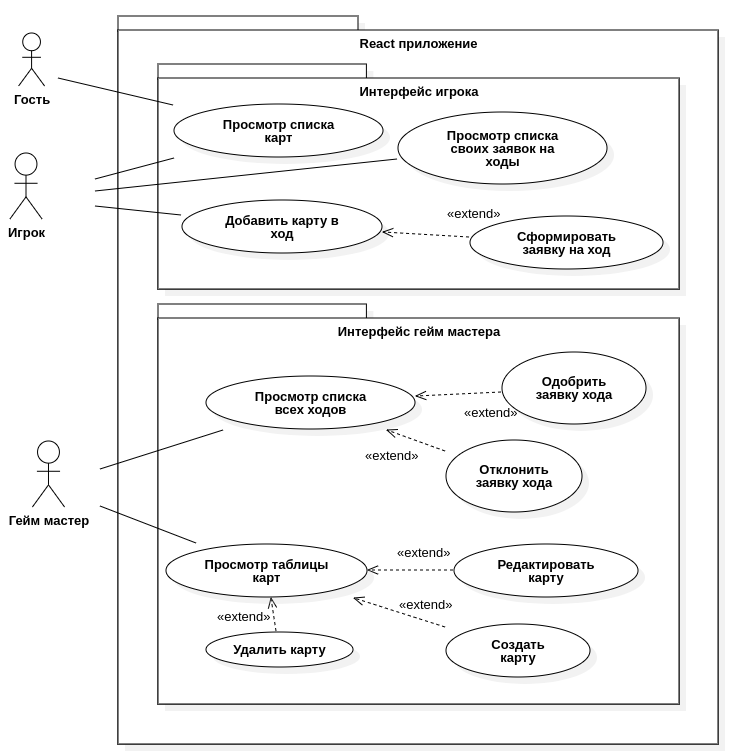 React приложение
Гость
Интерфейс игрока
Просмотр списка
карт
Просмотр списка
своих заявок на
ходы
Игрок
Добавить карту в
ход
«extend»
Сформировать
заявку на ход
Интерфейс гейм мастера
Просмотр списка
всех ходов
Одобрить
заявку хода
«extend»
«extend»
Отклонить
заявку хода
Гейм мастер
Просмотр таблицы
карт
«extend»
Редактировать
карту
«extend»
«extend»
Удалить карту
Создать
карту